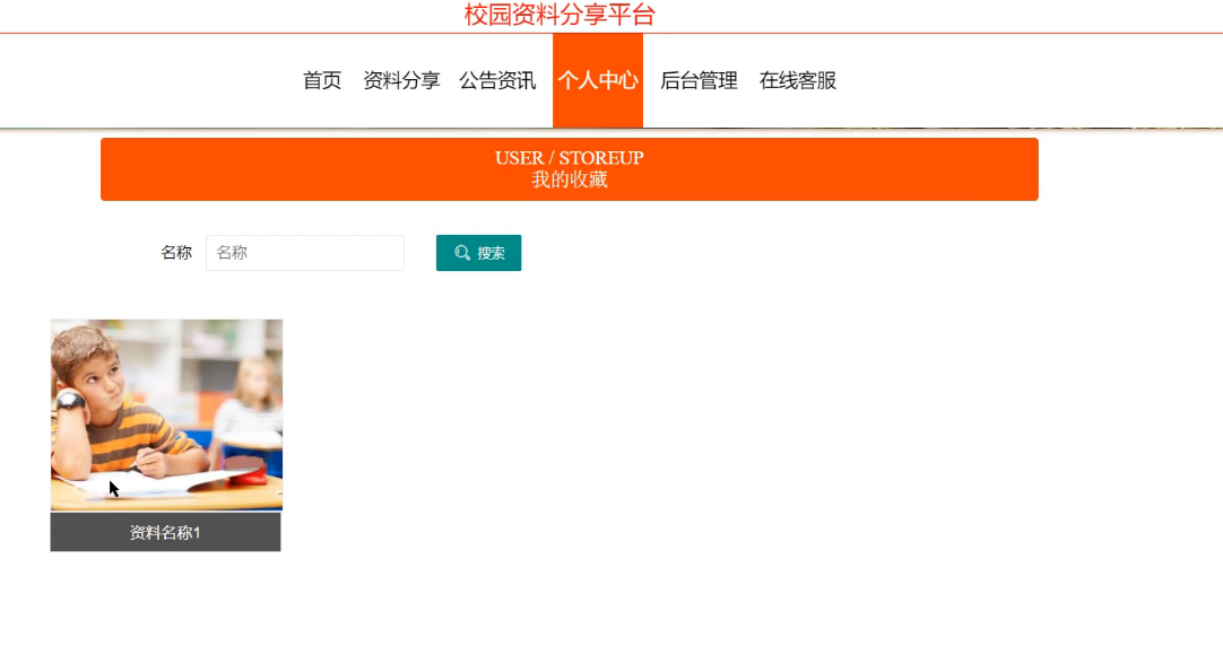 校园资料分享平台
首页 资料分享 公告资讯 个人中心 后台管理 在线客服
USER / STOREUP
我的收藏
名称 名称 搜索
资料名称1